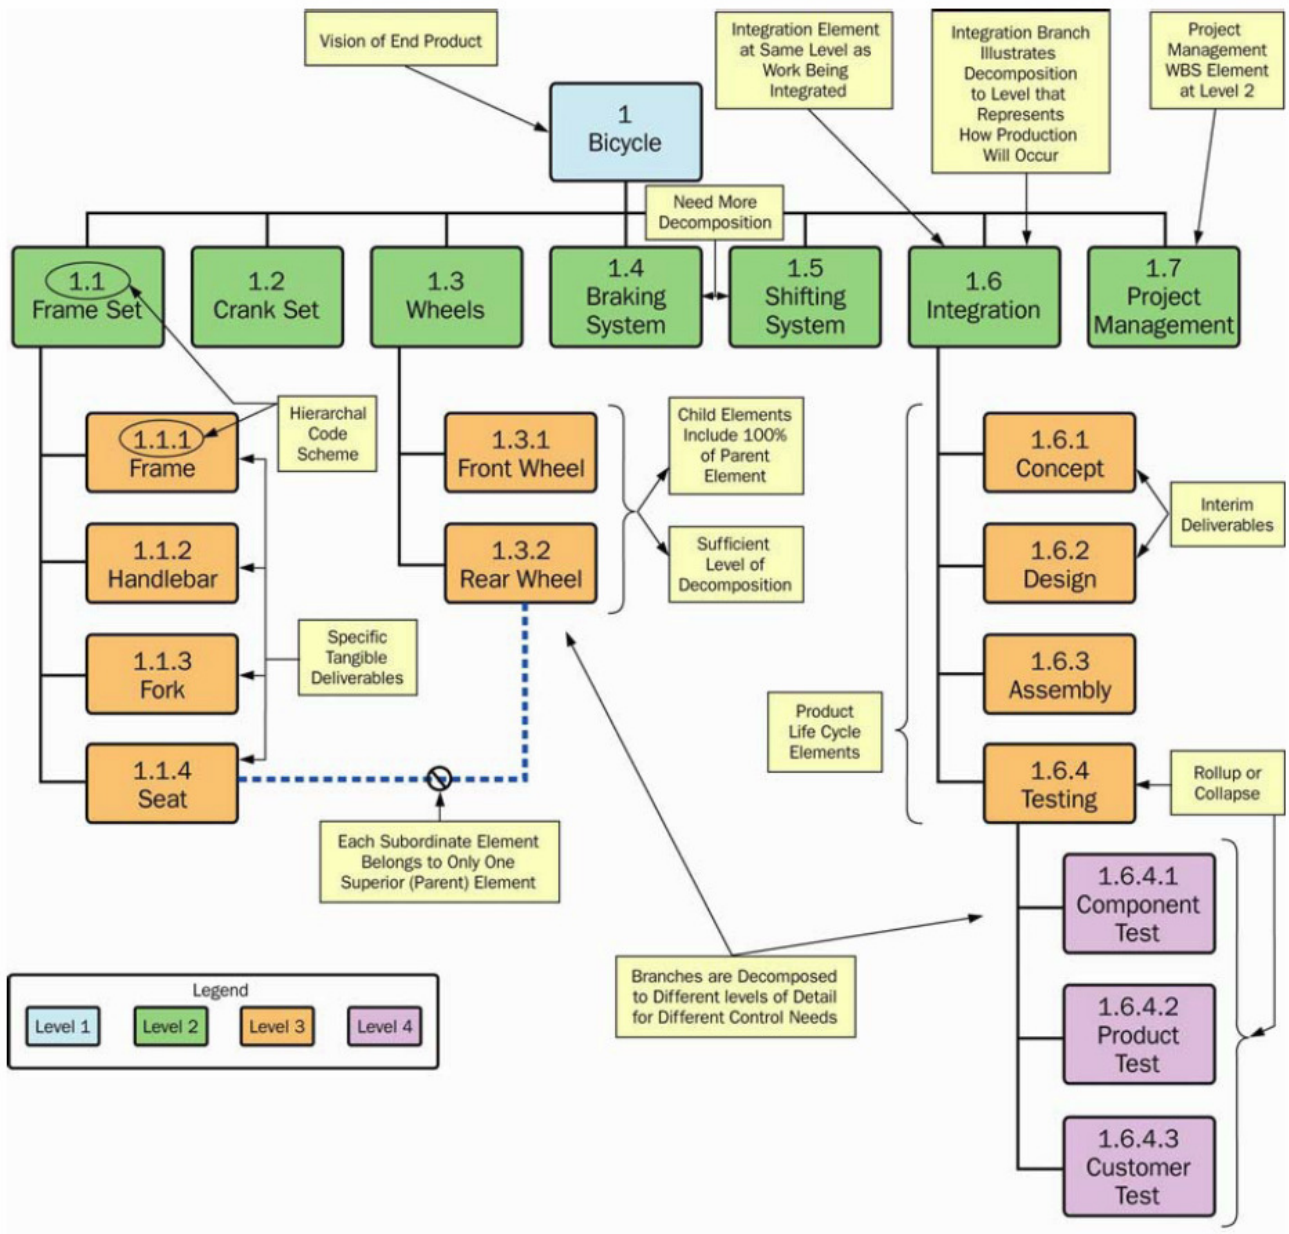 Vision of End Product
Integration Element
at Same Level as
Work Being
Integrated
Integration Branch
Illustrates
Decomposition
to Level that
Represents
How Production
Will Occur
Project
Management
WBS Element
at Level 2
1
Bicycle
Need More
Decomposition
1.1
Frame Set
1.2
Crank Set
1.3
Wheels
1.4
Braking
System
1.5
Shifting
System
1.6
Integration
1.7
Project
Management
Hierarchal
Code
Scheme
Child Elements
Include 100%
of Parent
Element
1.1.1
Frame
1.3.1
Front Wheel
1.6.1
Concept
Interim
Deliverables
1.1.2
Handlebar
1.3.2
Rear Wheel
Sufficient
Level of
Decomposition
1.6.2
Design
Specific
Tangible
Deliverables
1.1.3
Fork
1.6.3
Assembly
Product
Life Cycle
Elements
1.1.4
Seat
1.6.4
Testing
Rollup or
Collapse
Each Subordinate Element
Belongs to Only One
Superior (Parent) Element
1.6.4.1
Component
Test
Branches are Decomposed
to Different levels of Detail
for Different Control Needs
Legend
Level 1
Level 2
Level 3
Level 4
1.6.4.2
Product
Test
1.6.4.3
Customer
Test